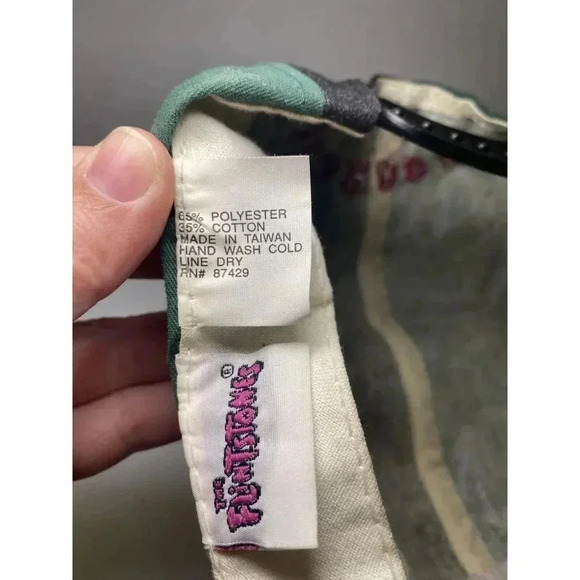 65% POLYESTER
35% COTTON
MADE IN TAIWAN
HAND WASH COLD
LINE DRY
RN# 87429
THE
FLINTSTONES®